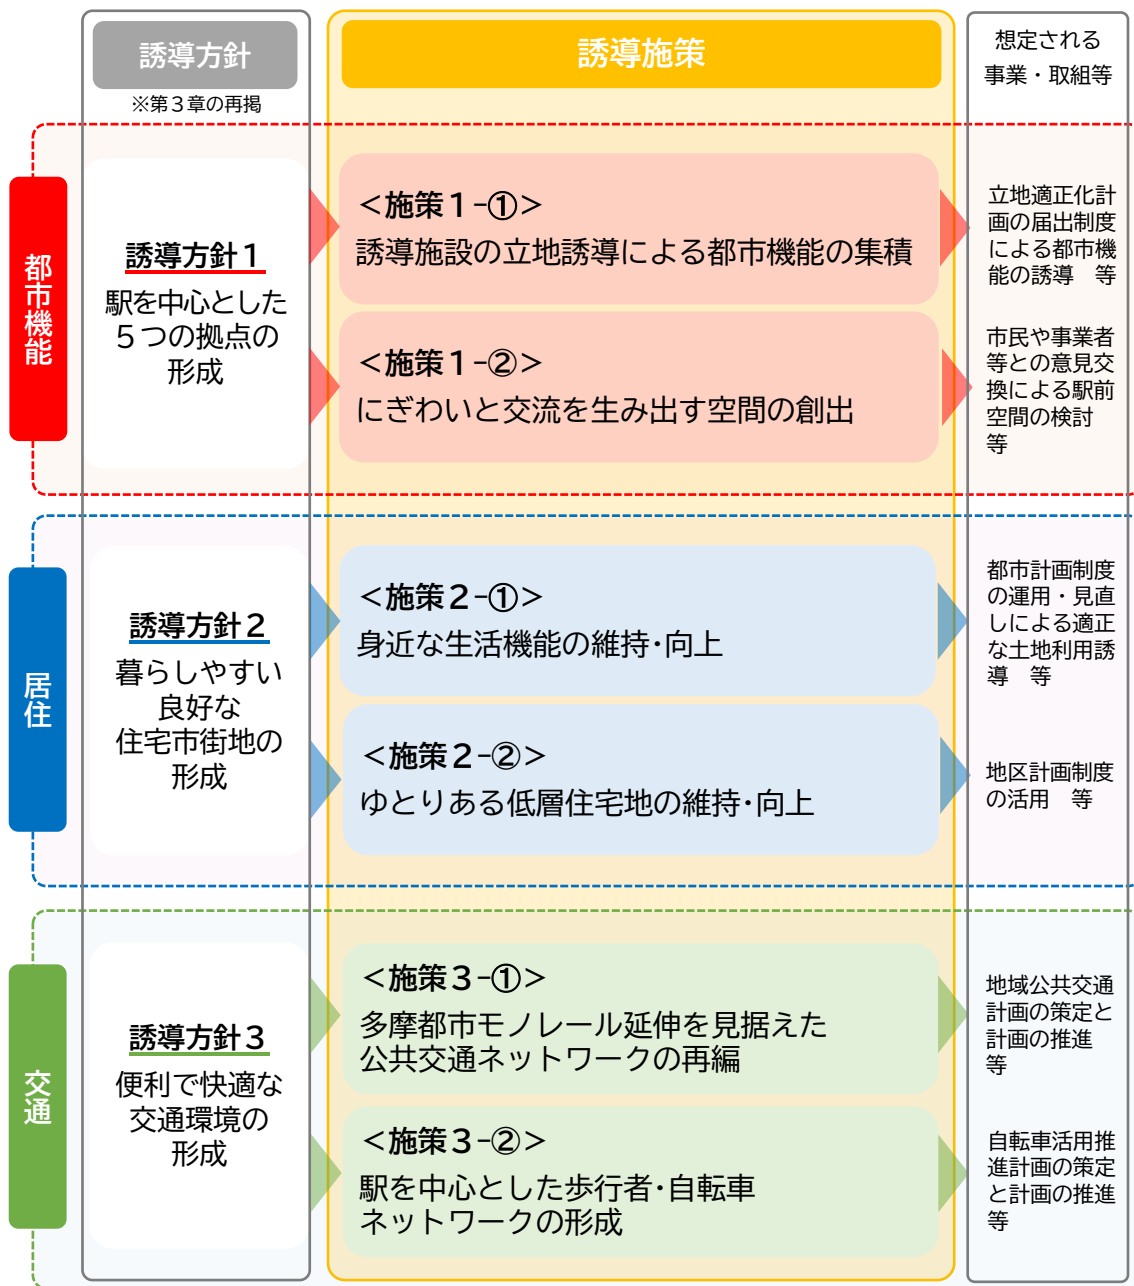 誘導方針
※第３章の再掲
誘導施策
想定される
事業・取組等
都市機能
誘導方針１
駅を中心とした
５つの拠点の
形成
＜施策１-①＞
誘導施設の立地誘導による都市機能の集積
立地適正化計
画の届出制度
による都市機
能の誘導　等
＜施策１-②＞
にぎわいと交流を生み出す空間の創出
市民や事業者
等との意見交
換による駅前
空間の検討
等
居住
誘導方針２
暮らしやすい
良好な
住宅市街地の
形成
＜施策２-①＞
身近な生活機能の維持･向上
都市計画制度
の運用・見直
しによる適正
な土地利用誘
導　等
＜施策２-②＞
ゆとりある低層住宅地の維持･向上
地区計画制度
の活用　等
交通
誘導方針３
便利で快適な
交通環境の
形成
＜施策３-①＞
多摩都市モノレール延伸を見据えた
公共交通ネットワークの再編
地域公共交通
計画の策定と
計画の推進
等
＜施策３-②＞
駅を中心とした歩行者･自転車
ネットワークの形成
自転車活用推
進計画の策定
と計画の推進
等